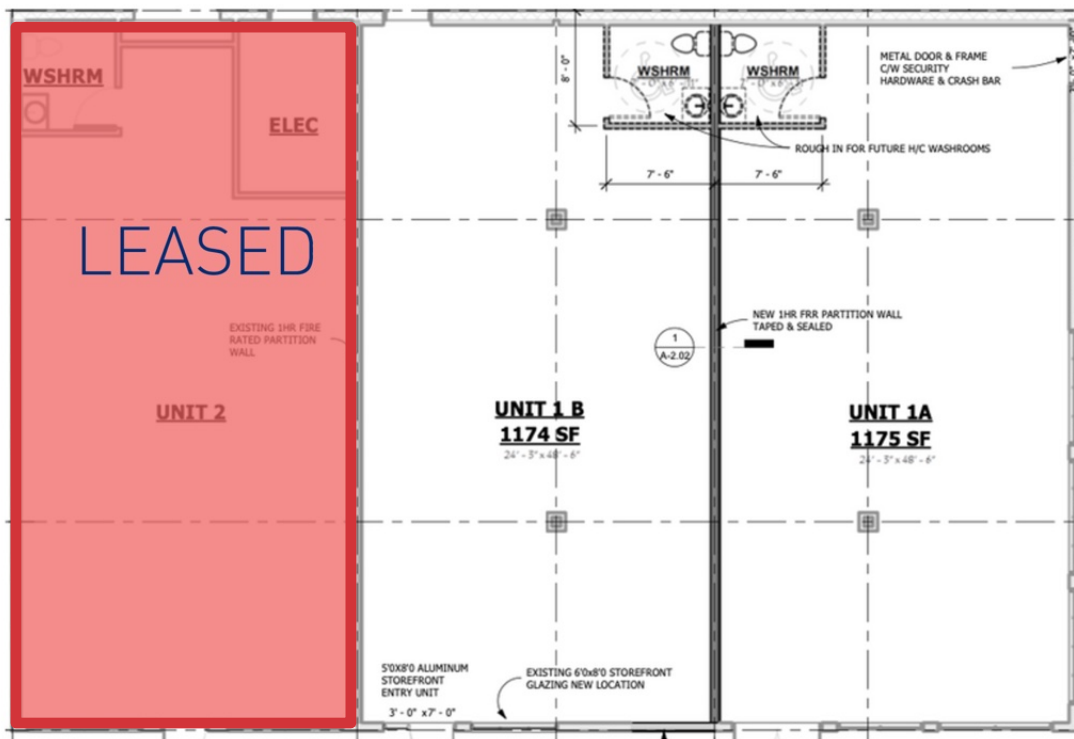 WSHRM
ELEC
LEASED
EXISTING 1HR FIRE
RATED PARTITION
WALL
UNIT 2
8' - 0"
WSHRM
WSHRM
METAL DOOR & FRAME
C/W SECURITY
HARDWARE & CRASH BAR
ROUGH IN FOR FUTURE H/C WASHROOMS
7' - 6"
7' - 6"
NEW 1HR FRR PARTITION WALL
TAPED & SEALED
1
A-2.02
UNIT 1 B
1174 SF
24' - 3" x 48' - 6"
UNIT 1A
1175 SF
24' - 3" x 48' - 6"
5'0X8'0 ALUMINUM
STOREFRONT
ENTRY UNIT
3' - 0" x 7' - 0"
EXISTING 6'0x8'0 STOREFRONT
GLAZING NEW LOCATION